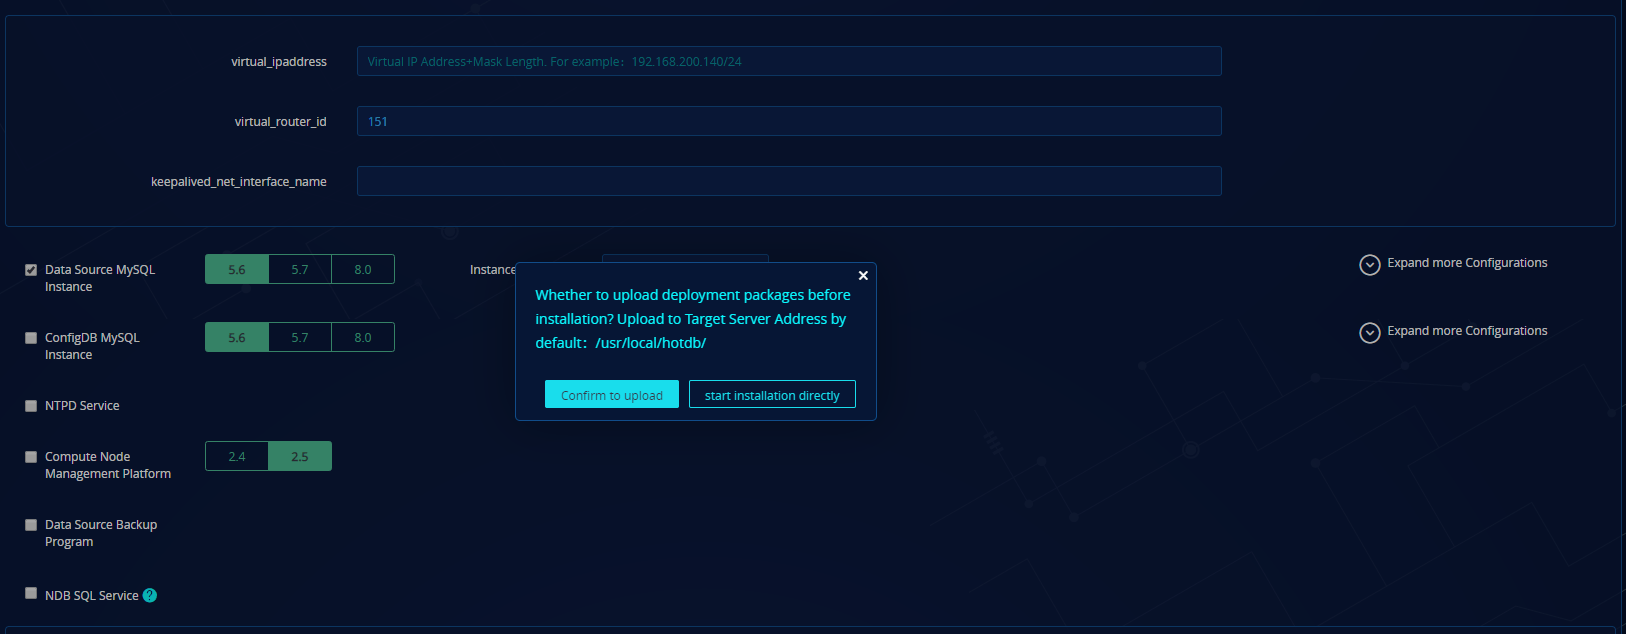 virtual_ipaddress
Virtual IP Address+Mask Length. For example：192.168.200.140/24
virtual_router_id
151
keepalived_net_interface_name
Data Source MySQL
Instance
5.6
5.7
8.0
Instance
Expand more Configurations
Whether to upload deployment packages before
installation? Upload to Target Server Address by
default：/usr/local/hotdb/
Confirm to upload
start installation directly
ConfigDB MySQL
Instance
5.6
5.7
8.0
Expand more Configurations
NTPD Service
Compute Node
Management Platform
2.4
2.5
Data Source Backup
Program
NDB SQL Service ?